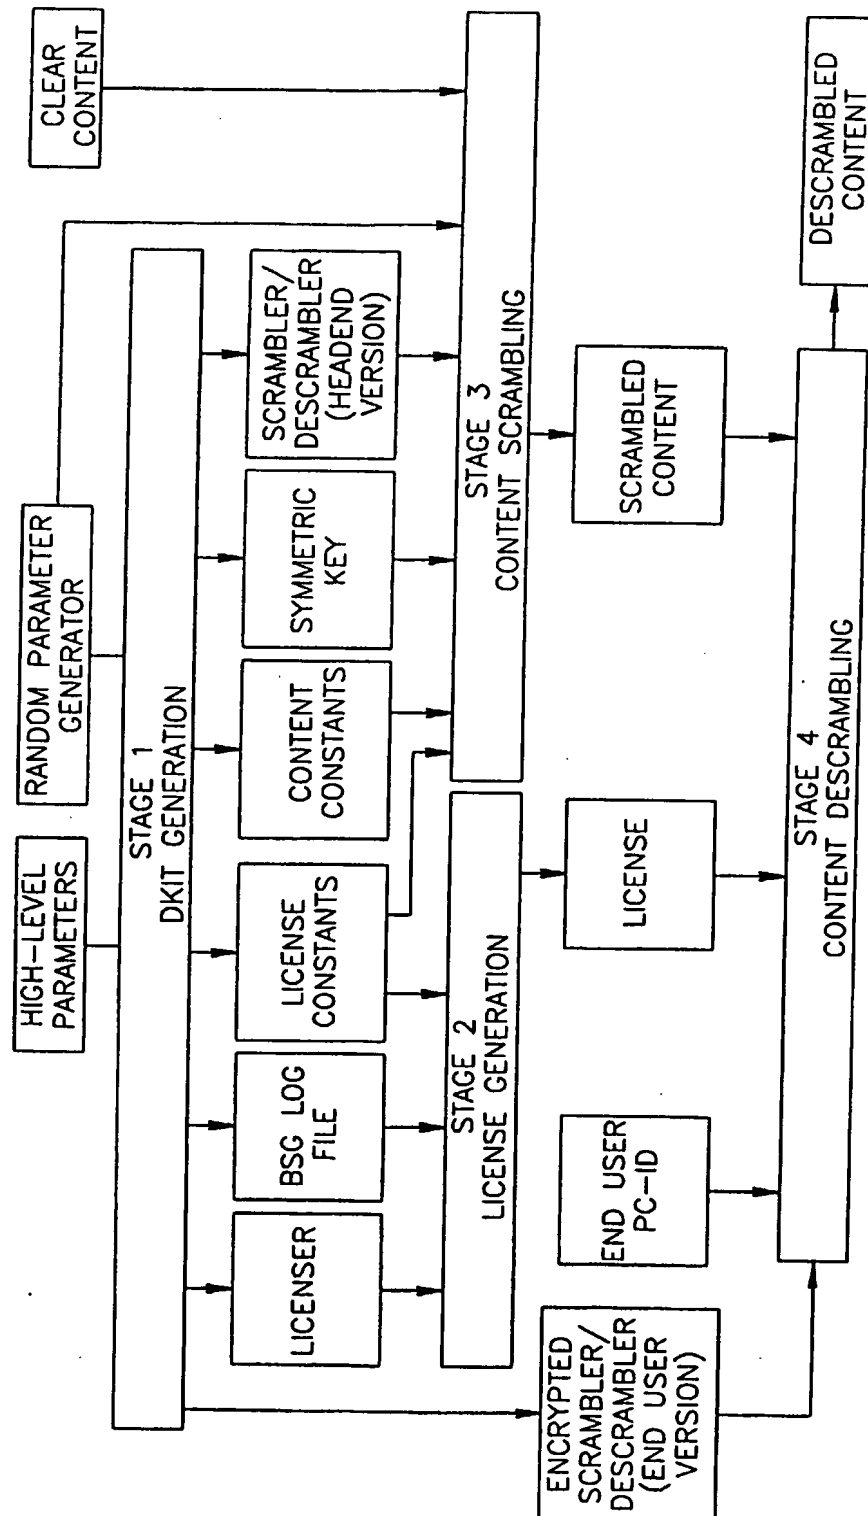 HIGH-LEVEL
PARAMETERS
RANDOM PARAMETER
GENERATOR
CLEAR
CONTENT
STAGE 1
DKIT GENERATION
LICENSER
BSG LOG
FILE
LICENSE
CONSTANTS
CONTENT
CONSTANTS
SYMMETRIC
KEY
SCRAMBLER/
DESCRAMBLER
(HEADEND
VERSION)
STAGE 2
LICENSE GENERATION
STAGE 3
CONTENT SCRAMBLING
ENCRYPTED
SCRAMBLER/
DESCRAMBLER
(END USER
VERSION)
END USER
PC-ID
LICENSE
SCRAMBLED
CONTENT
STAGE 4
CONTENT DESCRAMBLING
DESCRAMBLED
CONTENT